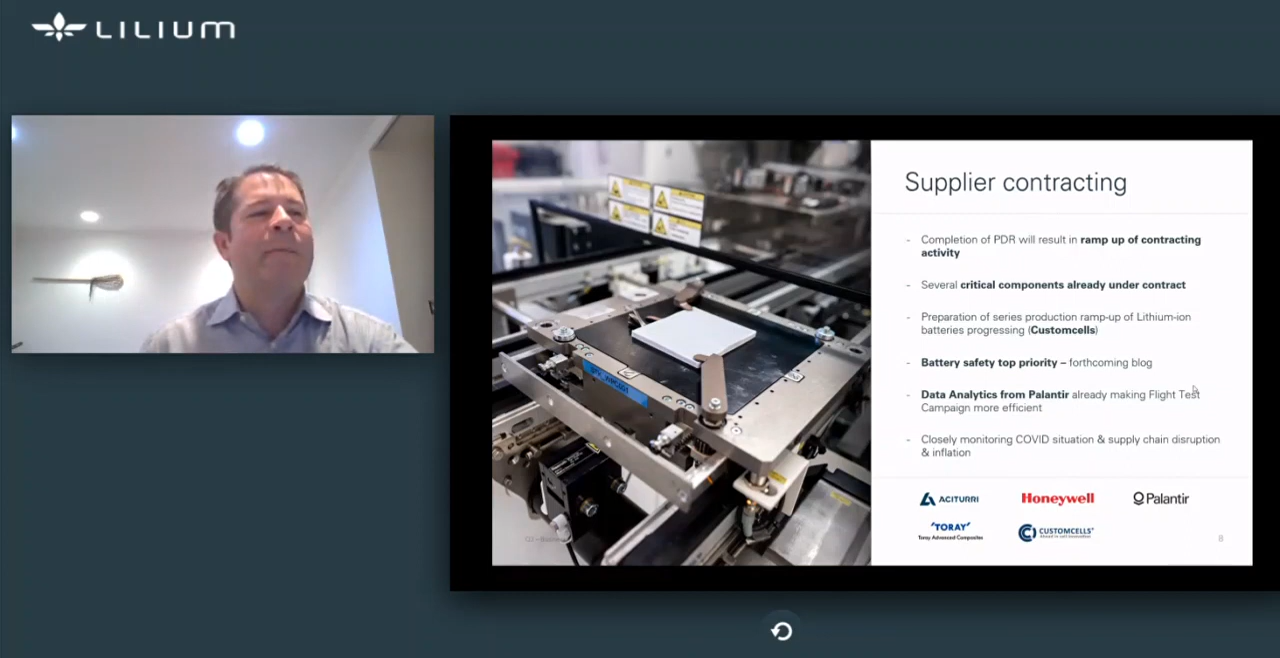 LILIUM
Supplier contracting
- Completion of PDR will result in ramp up of contracting
activity
- Several critical components already under contract
- Preparation of series production ramp-up of Lithium-ion
batteries progressing (Customcells)
- Battery safety top priority – forthcoming blog
- Data Analytics from Palantir already making Flight Test
Campaign more efficient
- Closely monitoring COVID situation & supply chain disruption
& inflation
ACITURRI
Honeywell
Palantir
'TORAY'
Toray Advanced Composites
CUSTOMCELLS®
8